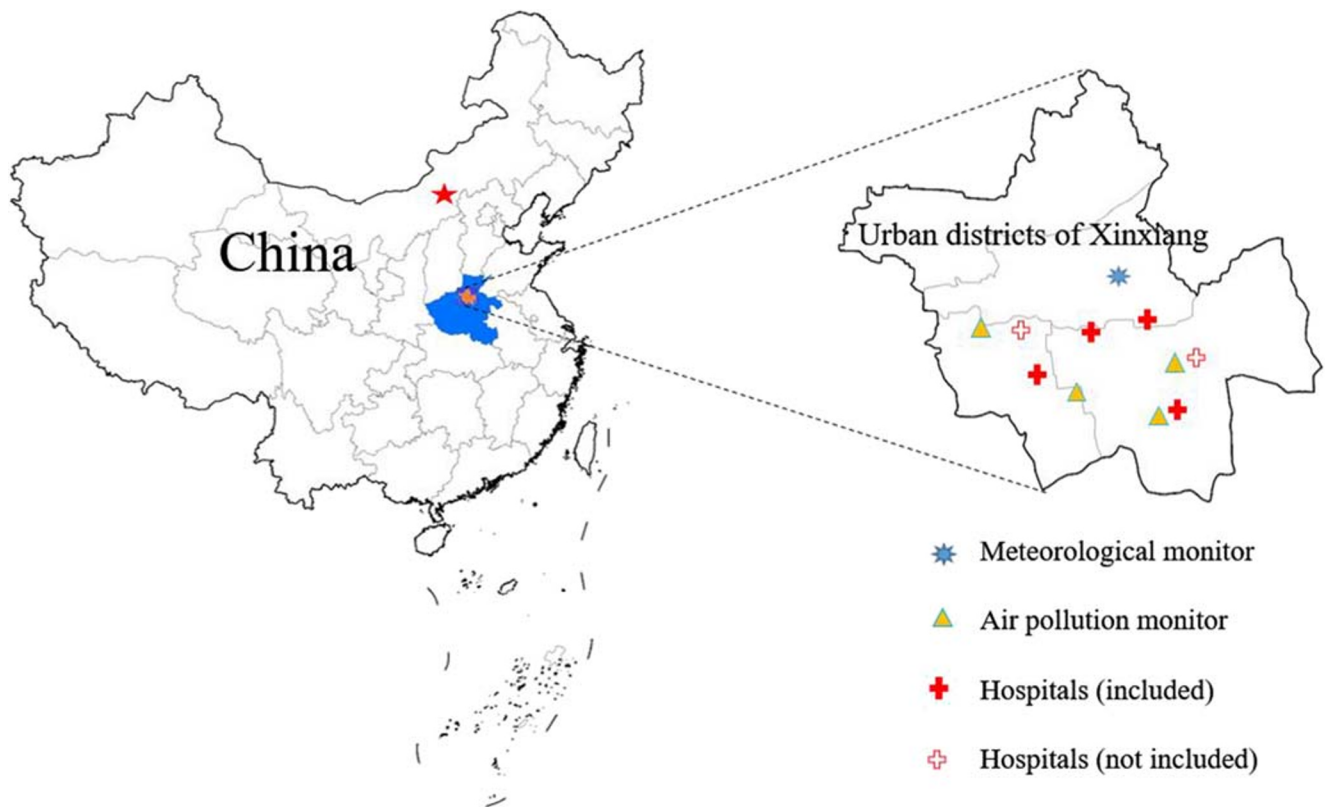 China
Urban districts of Xinxiang
Meteorological monitor
Air pollution monitor
Hospitals (included)
Hospitals (not included)